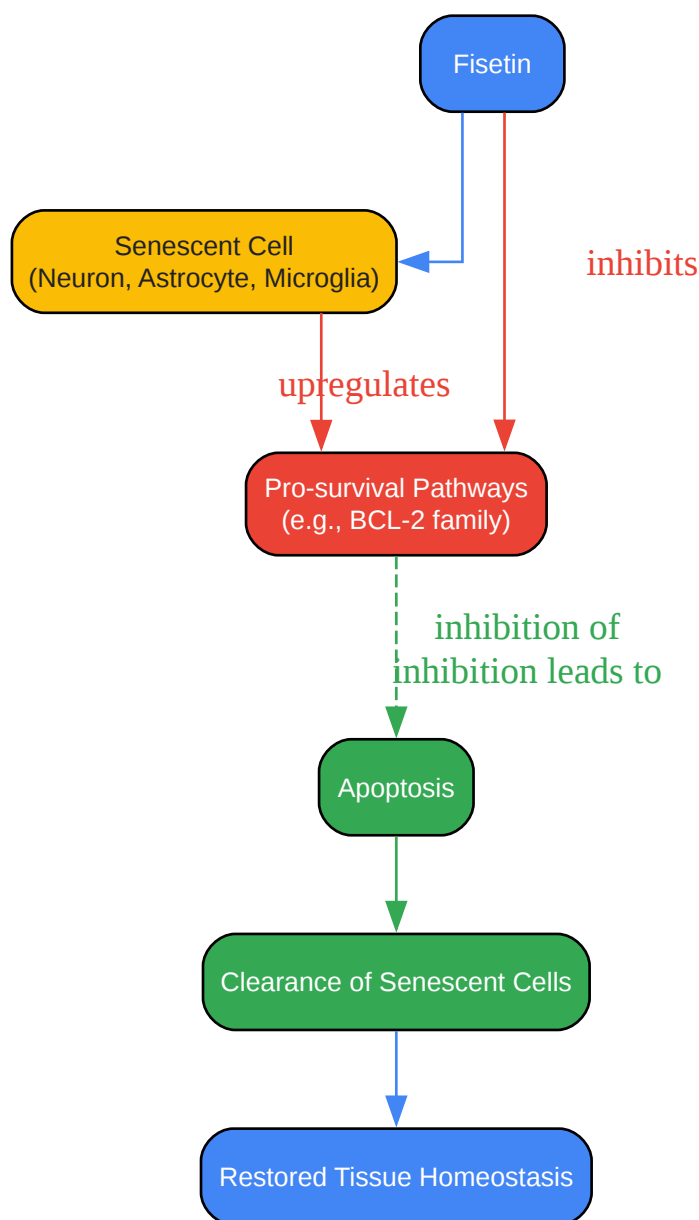 Fisetin
Senescent Cell
(Neuron, Astrocyte, Microglia)
inhibits
upregulates
Pro-survival Pathways
(e.g., BCL-2 family)
inhibition of
inhibition leads to
Apoptosis
Clearance of Senescent Cells
Restored Tissue Homeostasis